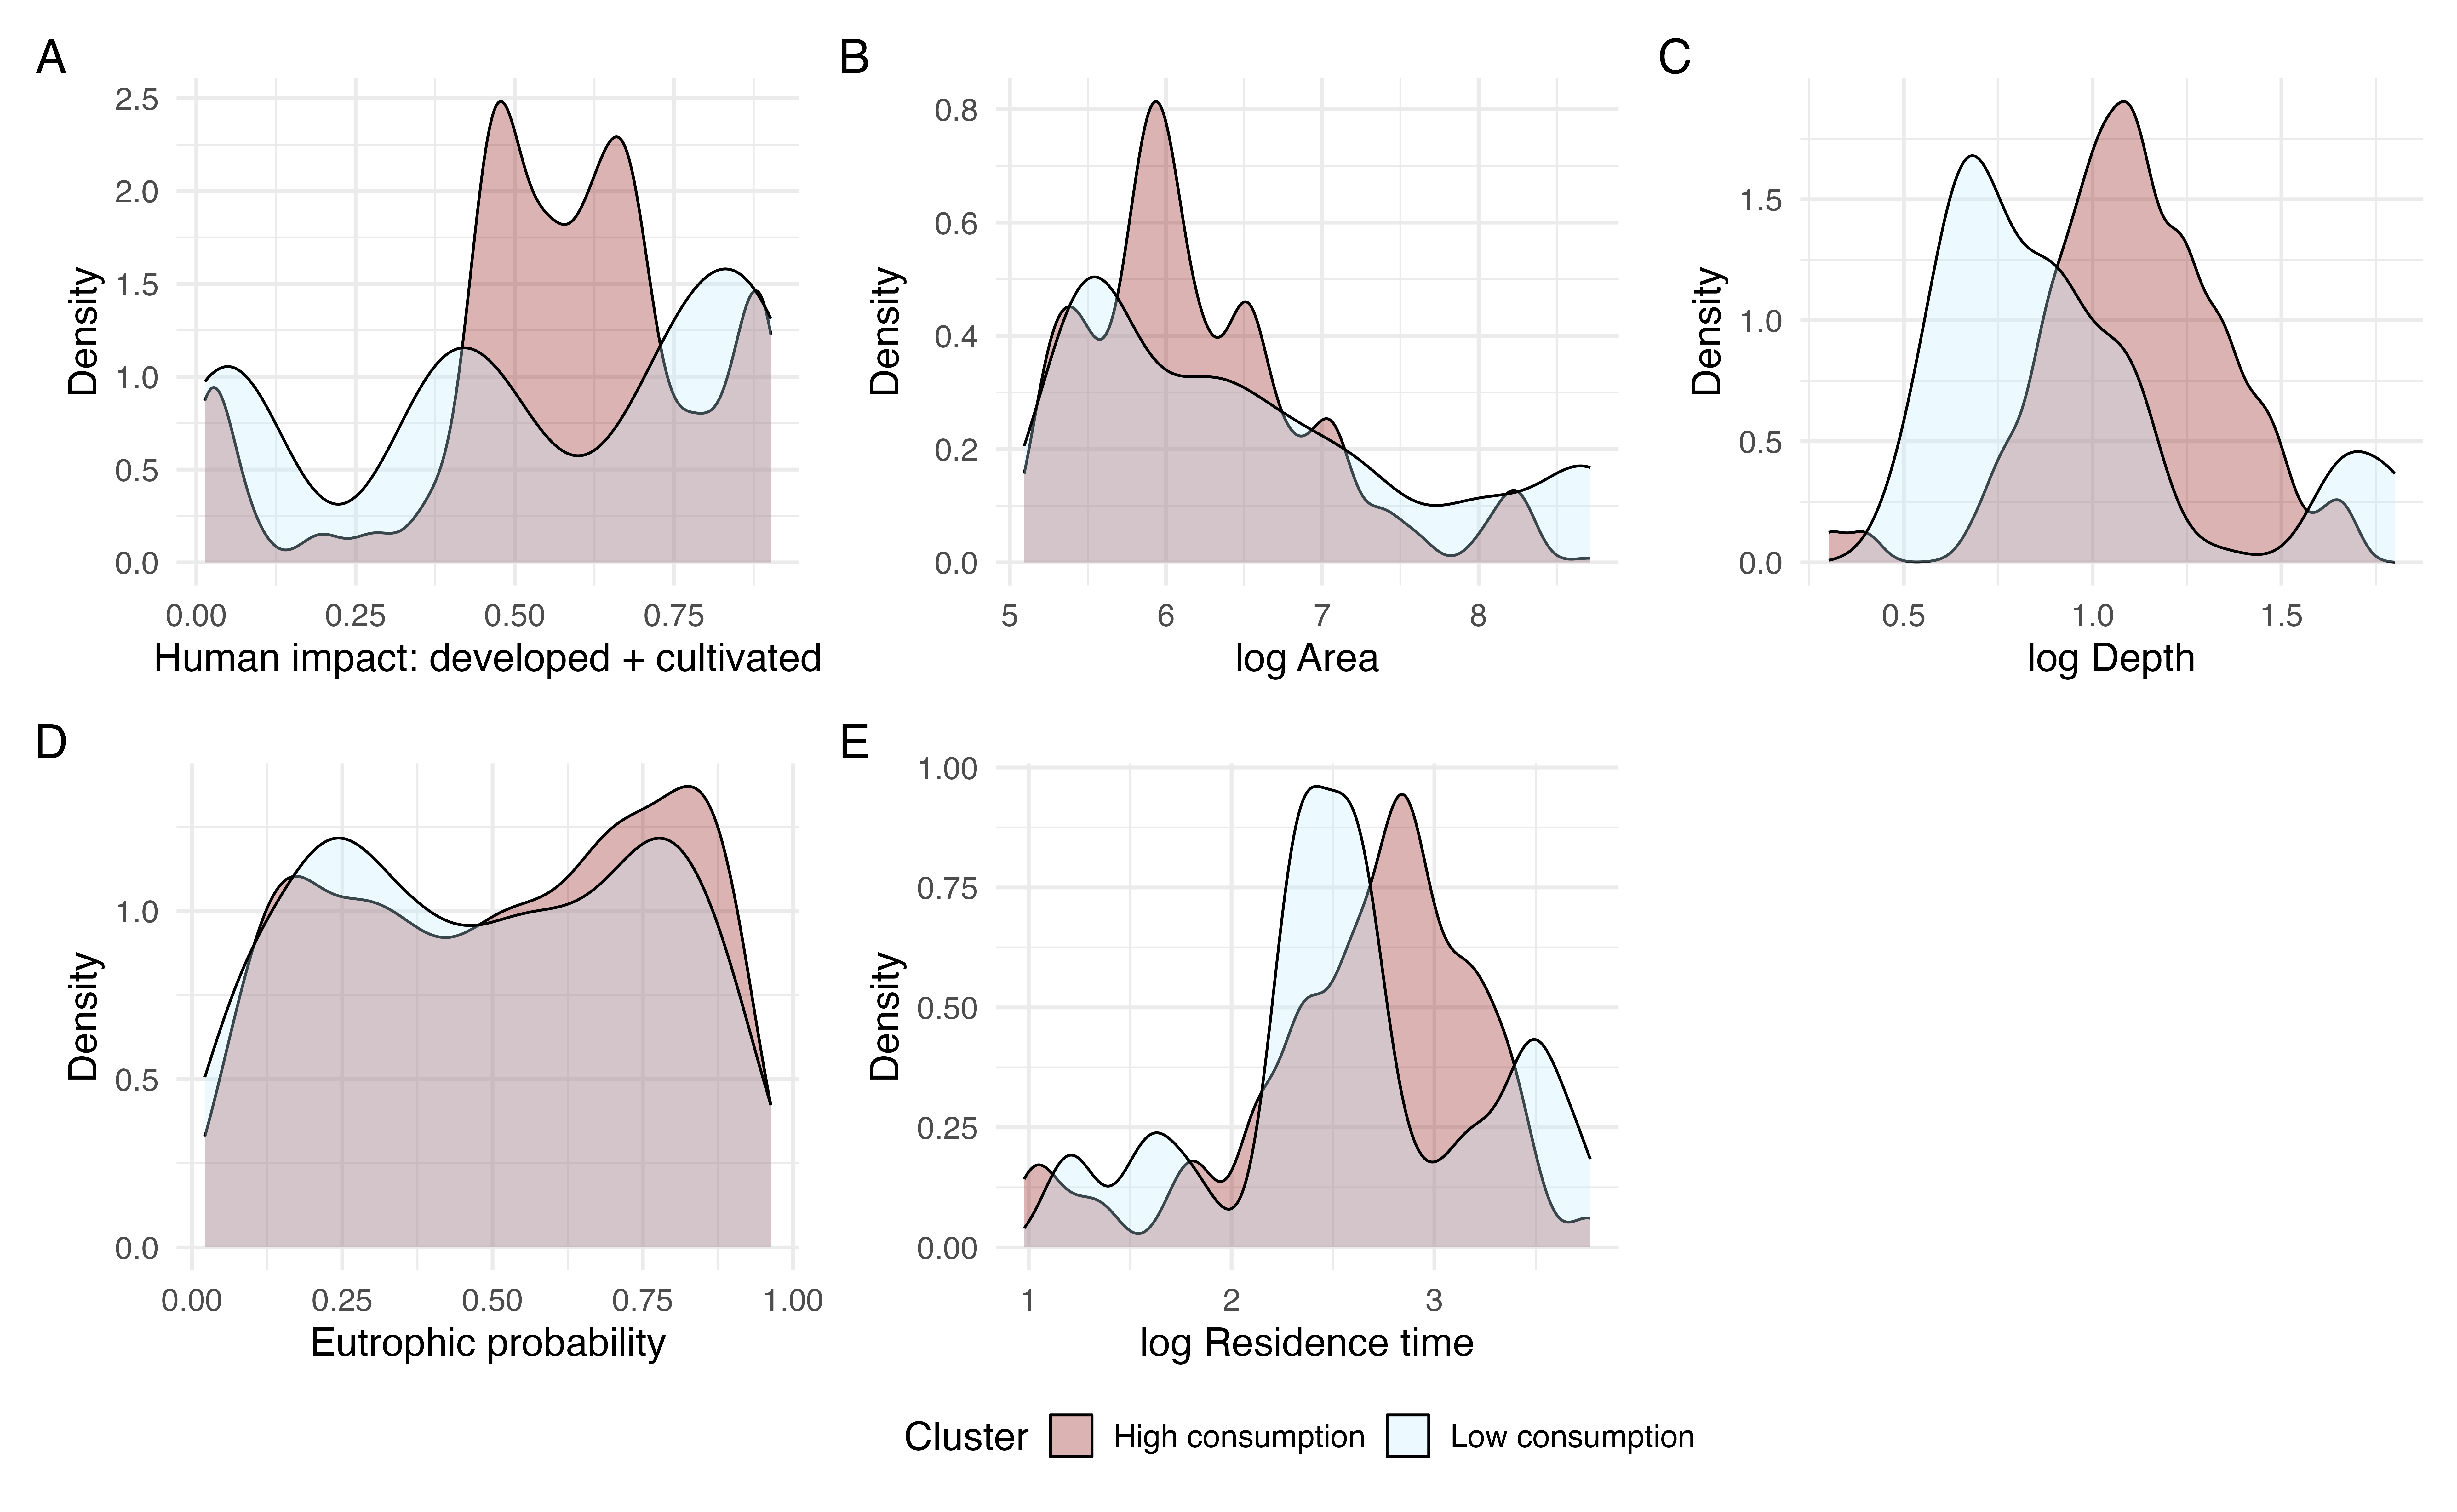 A
Density
2.5
2.0
1.5
1.0
0.5
0.0
0.00 0.25 0.50 0.75
Human impact: developed + cultivated
B
Density
0.8
0.6
0.4
0.2
0.0
5 6 7 8
log Area
C
Density
1.5
1.0
0.5
0.0
0.5 1.0 1.5
log Depth
D
Density
1.0
0.5
0.0
0.00 0.25 0.50 0.75 1.00
Eutrophic probability
E
Density
1.00
0.75
0.50
0.25
0.00
1 2 3
log Residence time
Cluster High consumption Low consumption